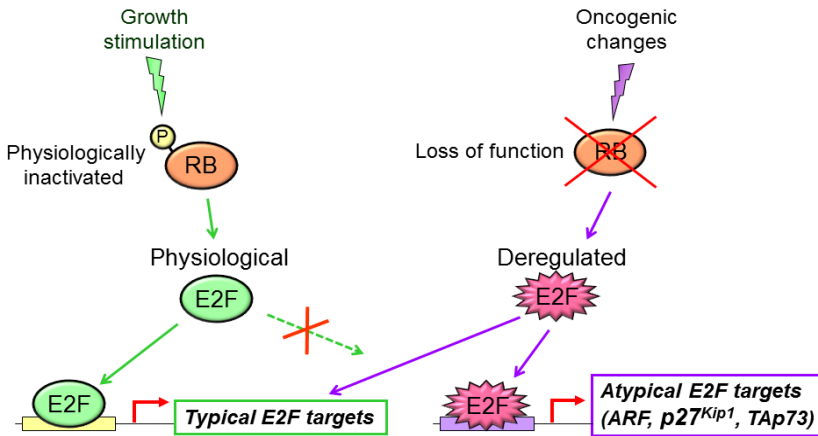 Growth
stimulation
P
RB
Physiologically
inactivated
Physiological
E2F
E2F
Typical E2F targets
Oncogenic
changes
Loss of function
RB
Deregulated
E2F
E2F
Atypical E2F targets
(ARF, p27Kip1, TAp73)